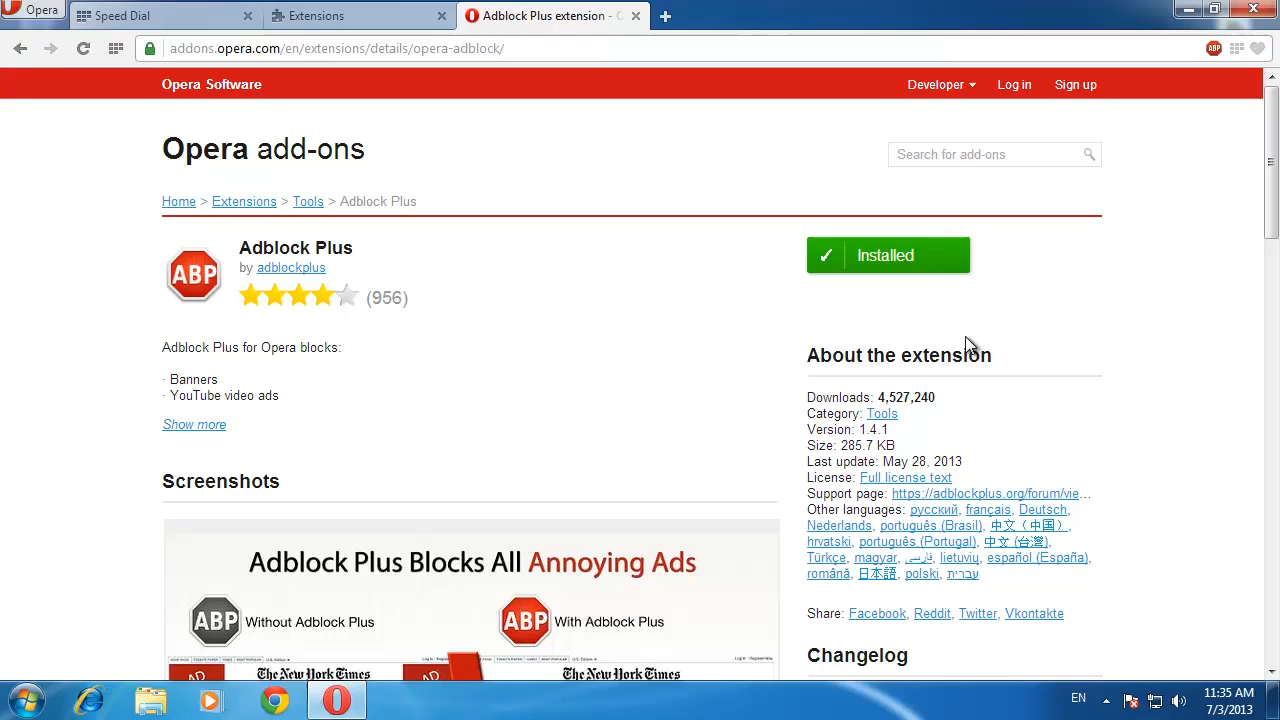 Opera
Speed Dial
Extensions
Adblock Plus extension -
addons.opera.com/en/extensions/details/opera-adblock/
ABP
Opera Software
Developer
Log in
Sign up
Opera add-ons
Search for add-ons
Home > Extensions > Tools > Adblock Plus
ABP
Adblock Plus
by adblockplus
(956)
✓ Installed
Adblock Plus for Opera blocks:
· Banners
· YouTube video ads
Show more
Screenshots
Adblock Plus Blocks All Annoying Ads
ABP Without Adblock Plus
ABP With Adblock Plus
The New York Times
The New York Times
About the extension
Downloads: 4,527,240
Category: Tools
Version: 1.4.1
Size: 285.7 KB
Last update: May 28, 2013
License: Full license text
Support page: https://adblockplus.org/forum/vie...
Other languages: русский, français, Deutsch,
Nederlands, português (Brasil), 中文（中国）,
hrvatski, português (Portugal), 中文 (台灣),
Türkçe, magyar, فارسی, lietuvių, español (España),
română, 日本語, polski, עברית
Share: Facebook, Reddit, Twitter, Vkontakte
Changelog
EN
11:35 AM
7/3/2013